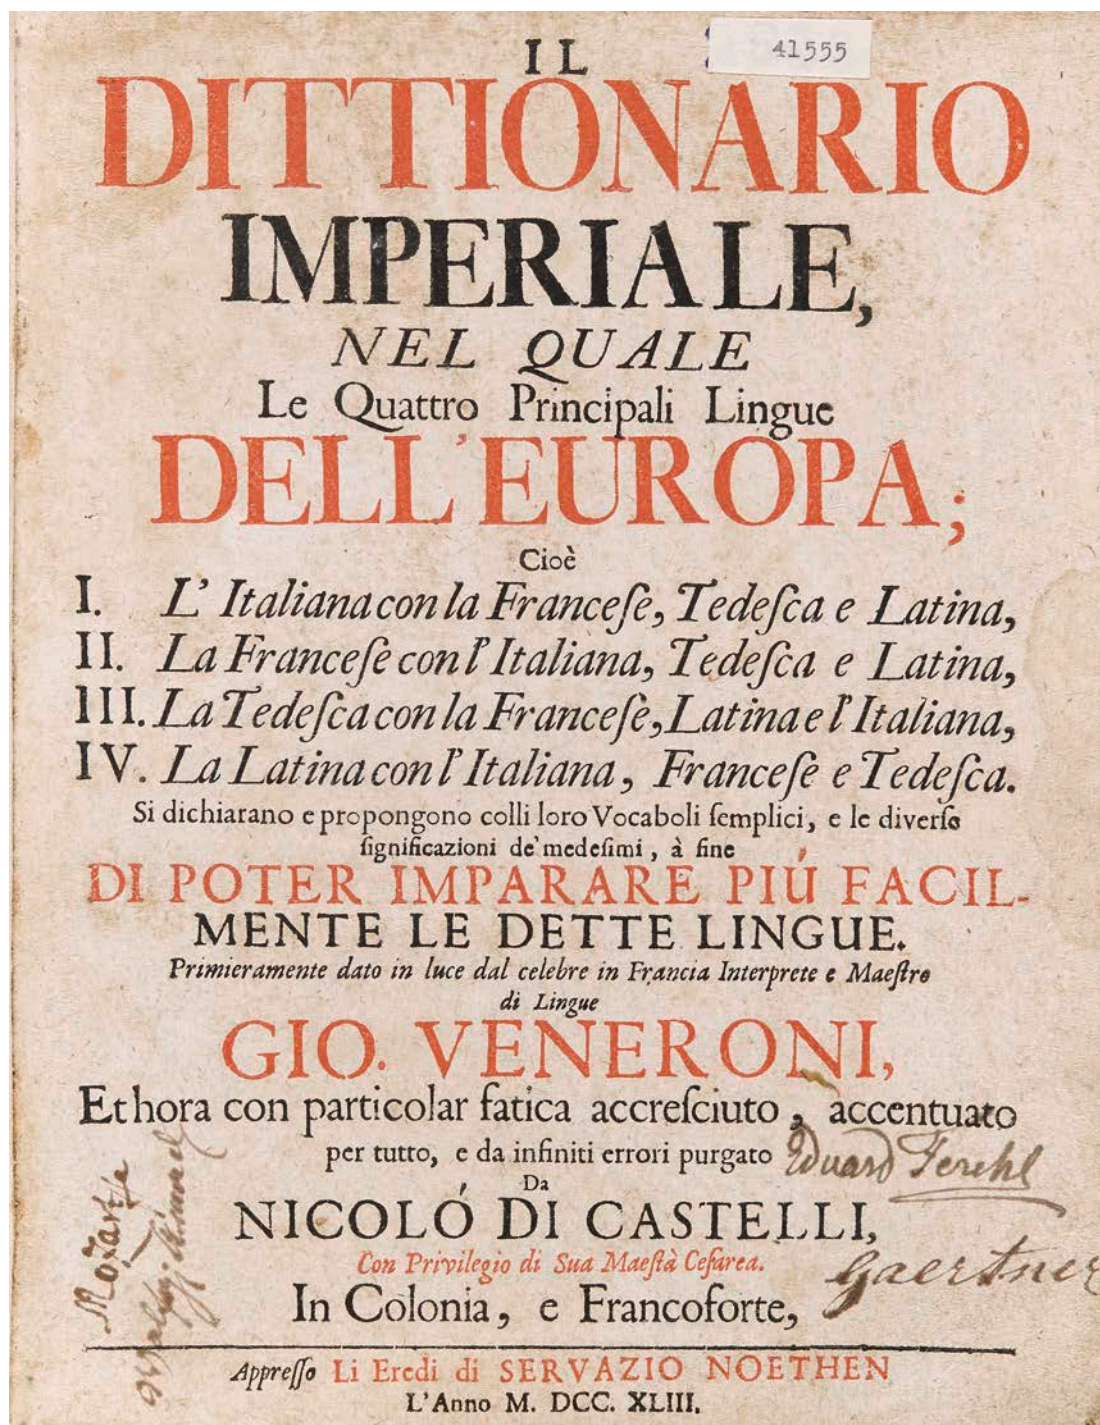 41555
IL
DITTIONARIO
IMPERIALE,
NEL QUALE
Le Quattro Principali Lingue
DELL'EUROPA;
Cioè
I. L' Italiana con la Franceſe, Tedeſca e Latina,
II. La Franceſe con l' Italiana, Tedeſca e Latina,
III. La Tedeſca con la Franceſe, Latina e l' Italiana,
IV. La Latina con l' Italiana, Franceſe e Tedeſca.
Si dichiarano e propongono colli loro Vocaboli ſemplici, e le diverſe
ſignificazioni de' medeſimi, à fine
DI POTER IMPARARE PIÚ FACIL-
MENTE LE DETTE LINGUE.
Primieramente dato in luce dal celebre in Francia Interprete e Maeſtro
di Lingue
GIO. VENERONI,
Et hora con particolar fatica accreſciuto, accentuato
per tutto, e da infiniti errori purgato
Eduard
Da
NICOLÓ DI CASTELLI,
Con Privilegio di Sua Maeſtà Ceſarea.
Gaertner
In Colonia, e Francoforte,
Appreſſo Li Eredi di SERVAZIO NOETHEN
L'Anno M. DCC. XLIII.